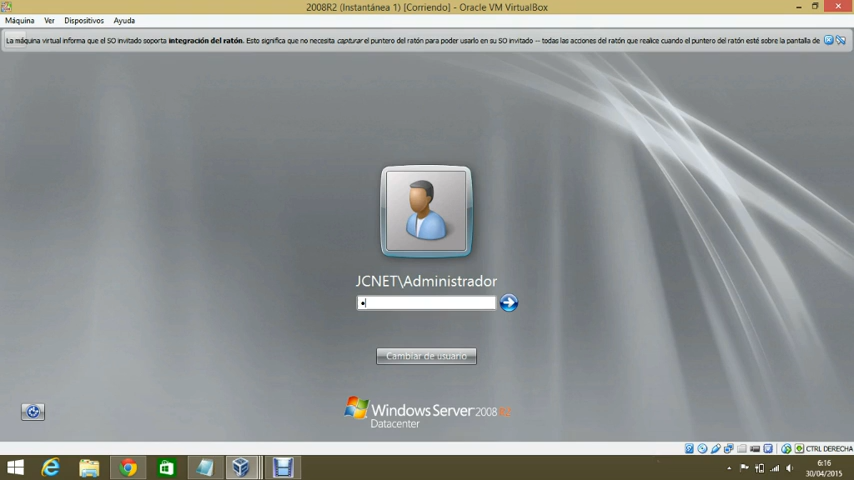 2008R2 (Instantánea 1) [Corriendo] - Oracle VM VirtualBox
Máquina Ver Dispositivos Ayuda
La máquina virtual informa que el SO invitado soporta integración del ratón. Esto significa que no necesita capturar el puntero del ratón para poder usarlo en su SO invitado -- todas las acciones del ratón que realice cuando el puntero del ratón esté sobre la pantalla de
JCNET\Administrador
Cambiar de usuario
Windows Server 2008 R2
Datacenter
CTRL DERECHA
6:16
30/04/2015